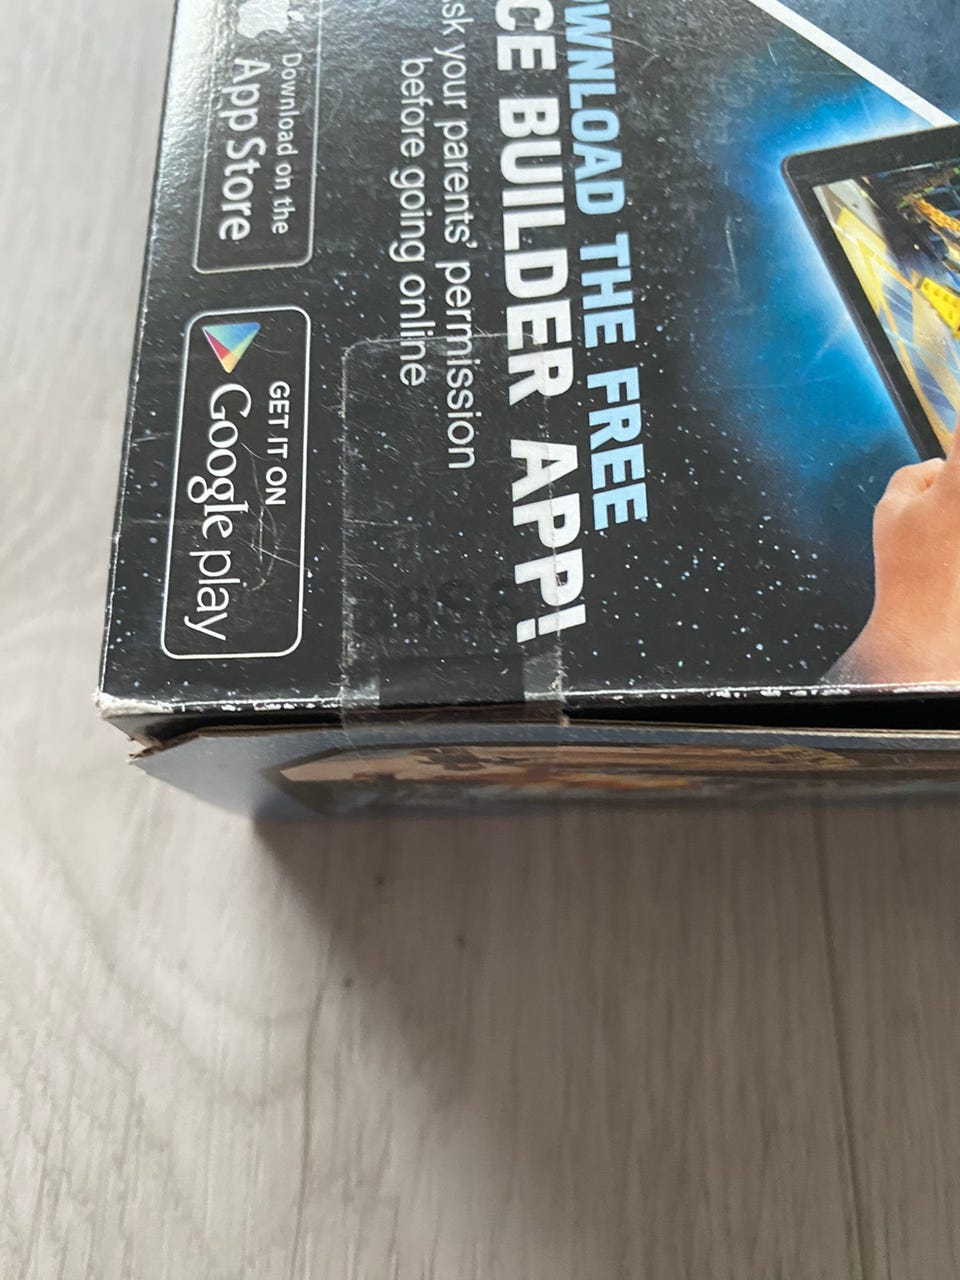 OWNLOAD THE FREE
CE BUILDER APP!
sk your parents' permission
before going online
Download on the
App Store
GET IT ON
Google play